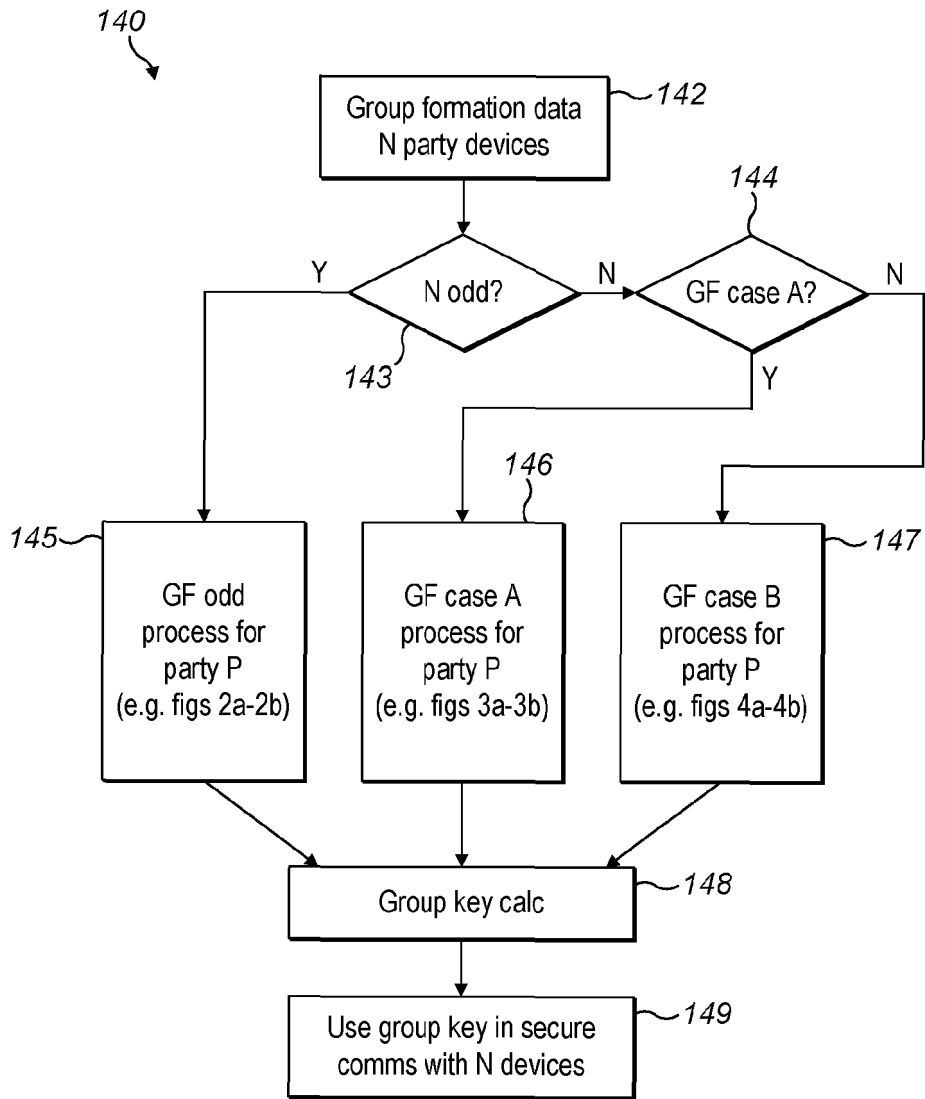 140
Group formation data
N party devices
142
144
Y
N odd?
N
GF case A?
N
143
Y
146
145
147
GF odd
process for
party P
(e.g. figs 2a-2b)
GF case A
process for
party P
(e.g. figs 3a-3b)
GF case B
process for
party P
(e.g. figs 4a-4b)
Group key calc
148
Use group key in secure
comms with N devices
149